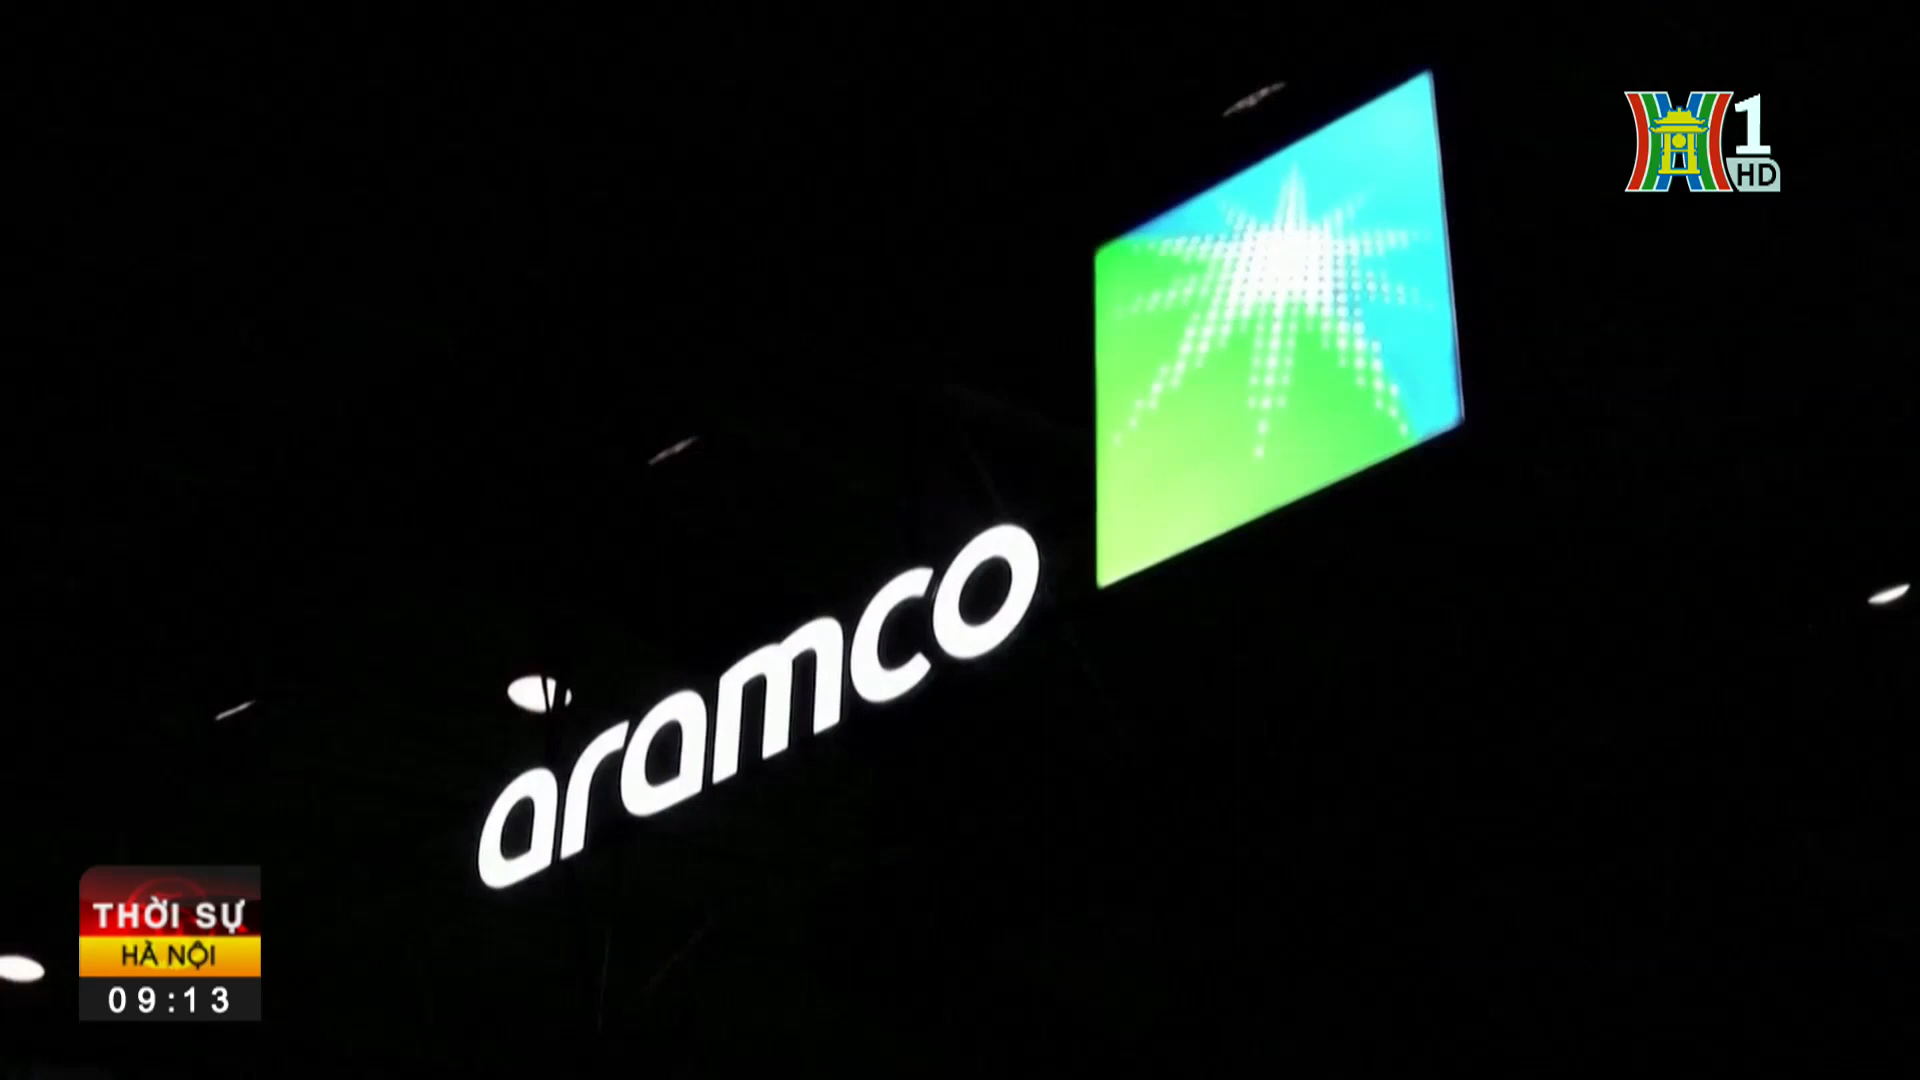 1
HD
aramco
THỜI SỰ
HÀ NỘI
09:13